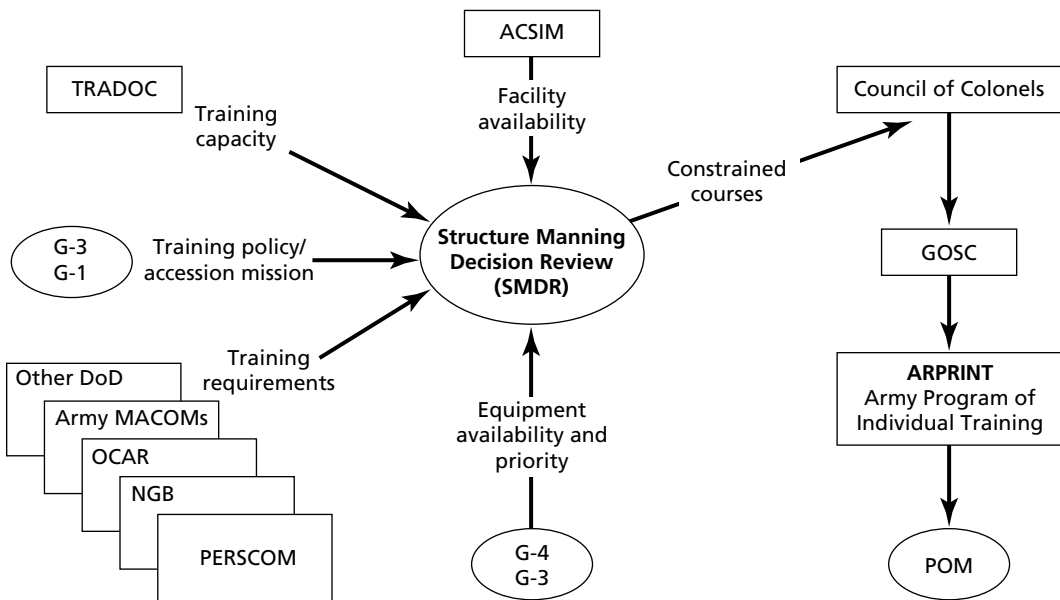 TRADOC
Training
capacity
ACSIM
Facility
availability
Council of Colonels
Constrained
courses
G-3
G-1
Training policy/
accession mission
Structure Manning
Decision Review
(SMDR)
GOSC
Training
requirements
Other DoD
Army MACOMs
OCAR
NGB
PERSCOM
Equipment
availability and
priority
G-4
G-3
ARPRINT
Army Program of
Individual Training
POM